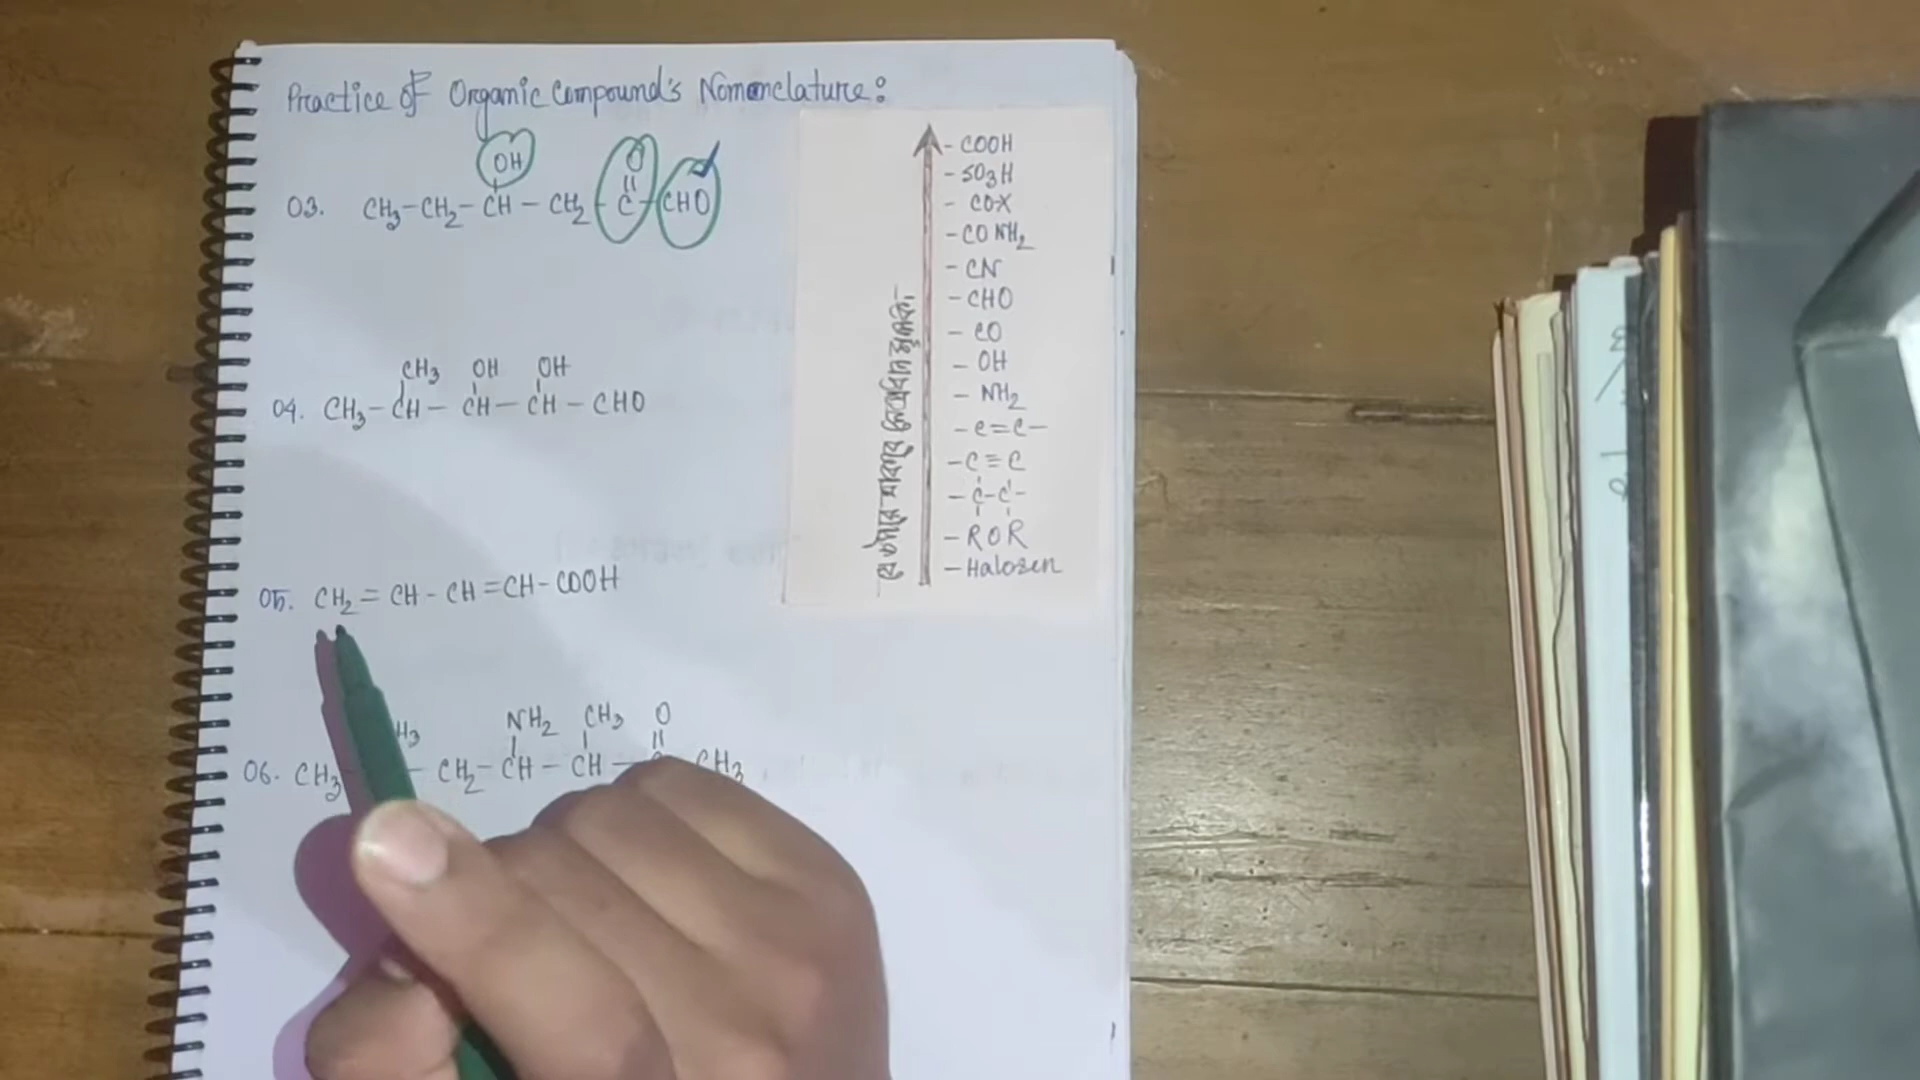 Practice of Organic Compound's Nomenclature:
OH O
03. CH3-CH2-CH-CH2-C-CHO
CH3 OH OH
04. CH3-CH-CH-CH-CHO
05. CH2=CH-CH=CH-COOH
H3 NH2 CH3 O
06. CH3 - CH2-CH-CH- CH3
-COOH
-SO3H
-COX
-CONH2
-CN
-CHO
-CO
-OH
-NH2
-C=C-
-C≡C
-C-C-
-ROR
-Halogen